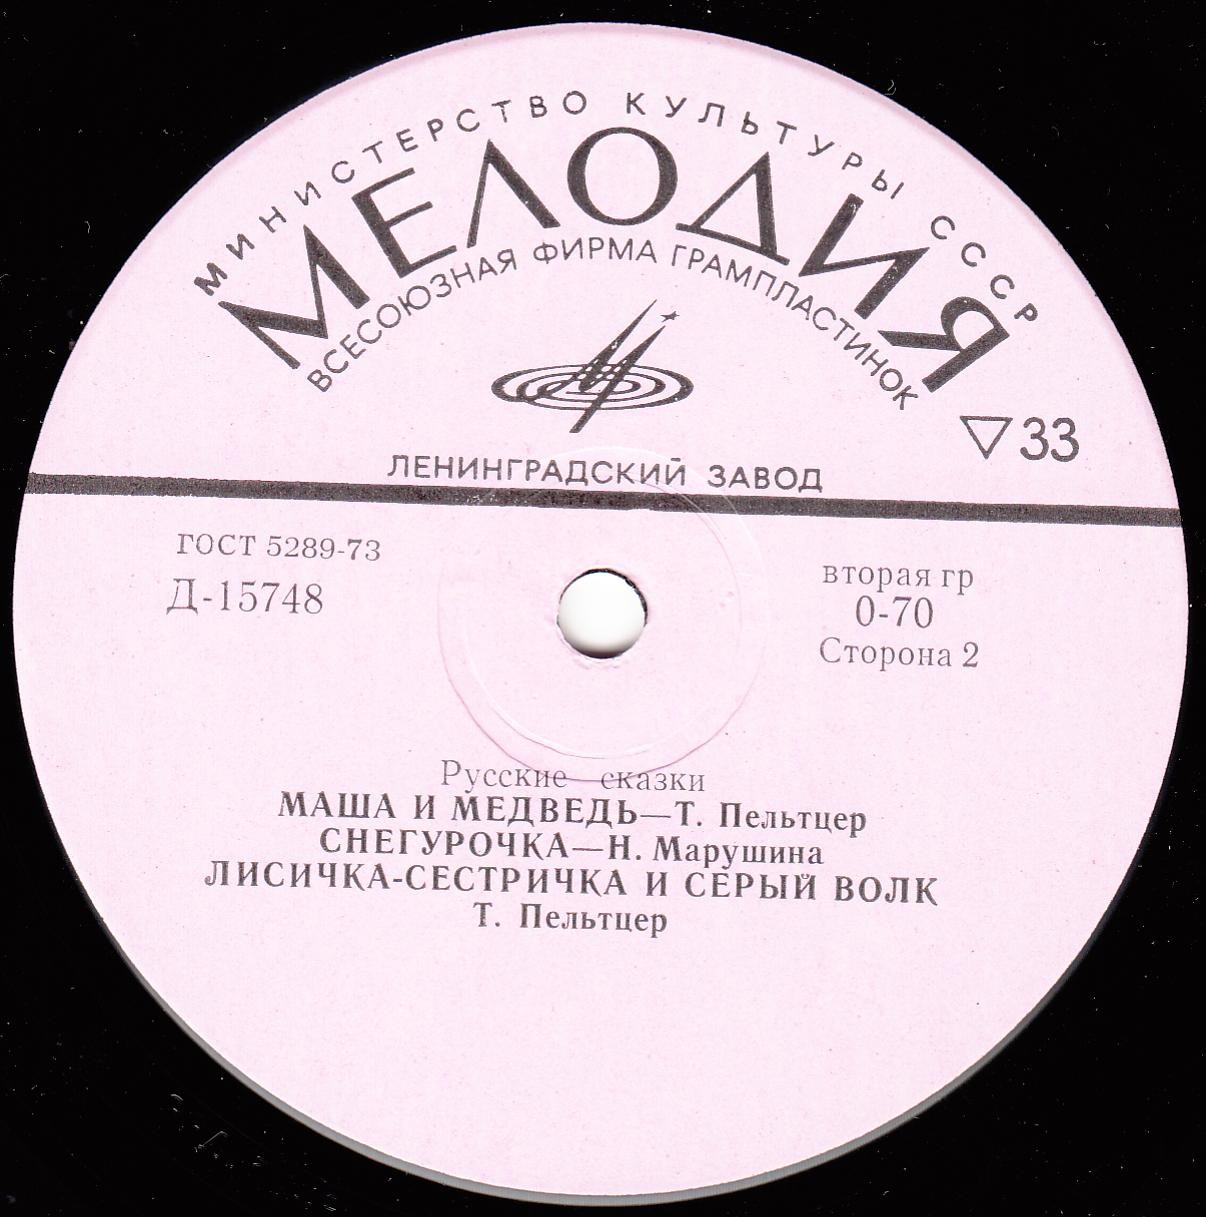 МИНИСТЕРСТВО КУЛЬТУРЫ СССР
МЕЛОДИЯ
ВСЕСОЮЗНАЯ ФИРМА ГРАМПЛАСТИНОК
33
ЛЕНИНГРАДСКИЙ ЗАВОД
ГОСТ 5289-73
Д-15748
вторая гр
0-70
Сторона 2
Русские сказки
МАША И МЕДВЕДЬ—Т. Пельтцер
СНЕГУРОЧКА—Н. Марушина
ЛИСИЧКА-СЕСТРИЧКА И СЕРЫЙ ВОЛК
Т. Пельтцер